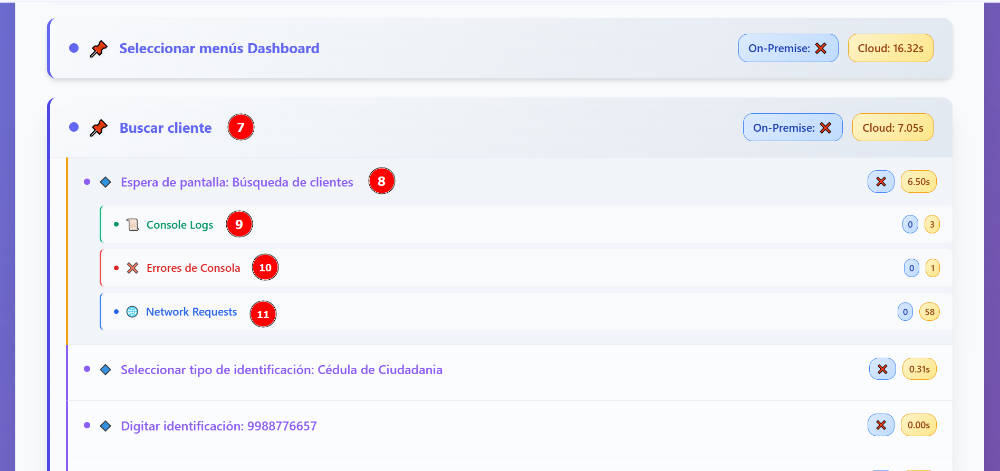 Seleccionar menús Dashboard
On-Premise: ❌
Cloud: 16.32s
Buscar cliente
7
On-Premise: ❌
Cloud: 7.05s
Espera de pantalla: Búsqueda de clientes
8
❌
6.50s
Console Logs
9
0
3
Errores de Consola
10
0
1
Network Requests
11
0
58
Seleccionar tipo de identificación: Cédula de Ciudadania
❌
0.31s
Digitar identificación: 9988776657
❌
0.00s